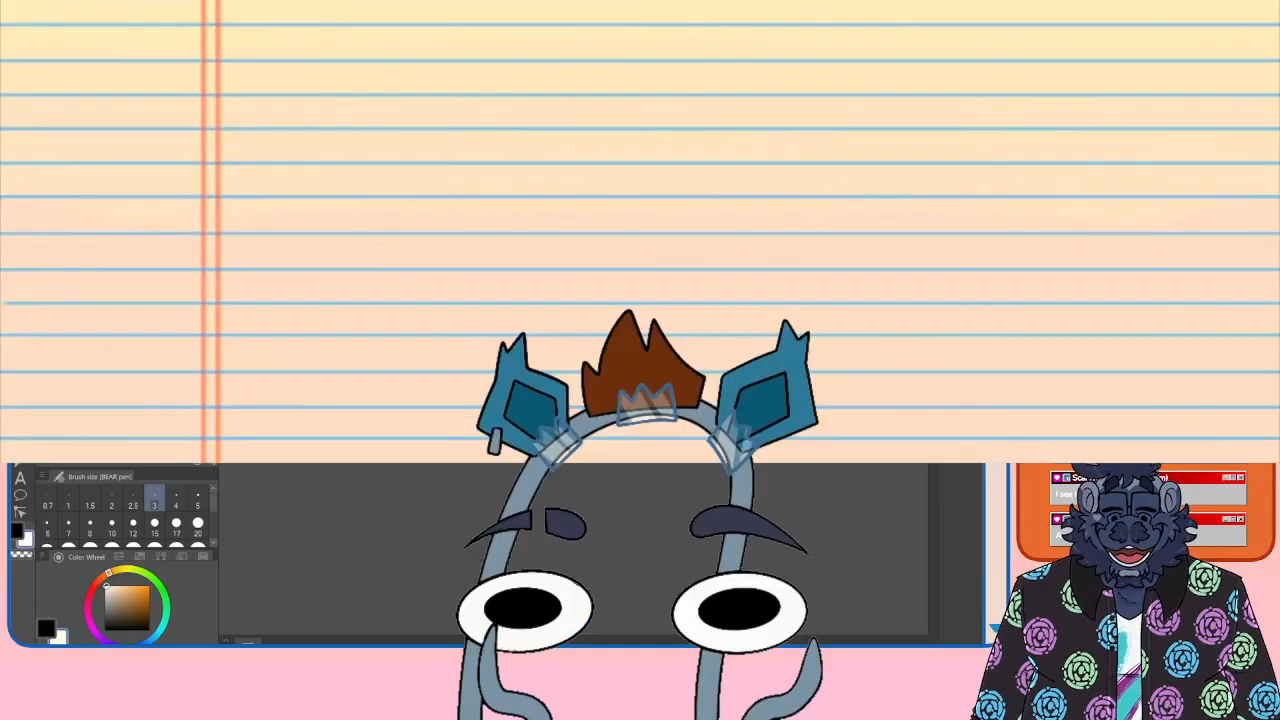 Brush size [BEAR pen]
0.7 1 1.5 2 2.5 3 4 5
6 7 8 10 12 15 17 20
Color Wheel
A
I see